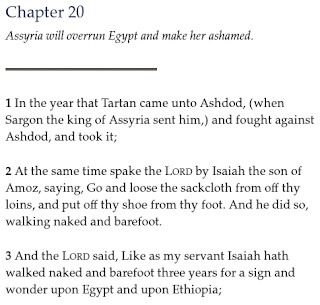 Chapter 20
Assyria will overrun Egypt and make her ashamed.
1 In the year that Tartan came unto Ashdod, (when
Sargon the king of Assyria sent him,) and fought against
Ashdod, and took it;
2 At the same time spake the LORD by Isaiah the son of
Amoz, saying, Go and loose the sackcloth from off thy
loins, and put off thy shoe from thy foot. And he did so,
walking naked and barefoot.
3 And the LORD said, Like as my servant Isaiah hath
walked naked and barefoot three years for a sign and
wonder upon Egypt and upon Ethiopia;